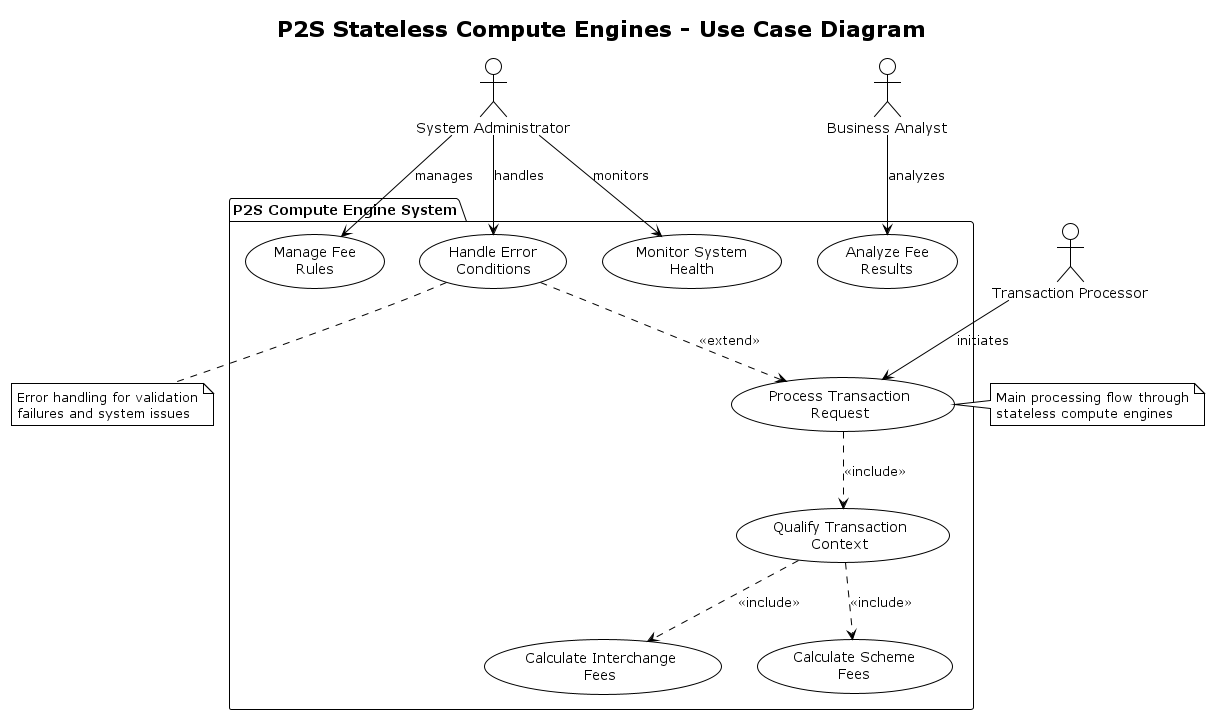 P2S Stateless Compute Engines - Use Case Diagram
System Administrator
Business Analyst
manages
handles
monitors
analyzes
P2S Compute Engine System
Manage Fee
Rules
Handle Error
Conditions
Monitor System
Health
Analyze Fee
Results
Transaction Processor
«extend»
initiates
Error handling for validation
failures and system issues
Process Transaction
Request
Main processing flow through
stateless compute engines
«include»
Qualify Transaction
Context
«include»
«include»
Calculate Interchange
Fees
Calculate Scheme
Fees